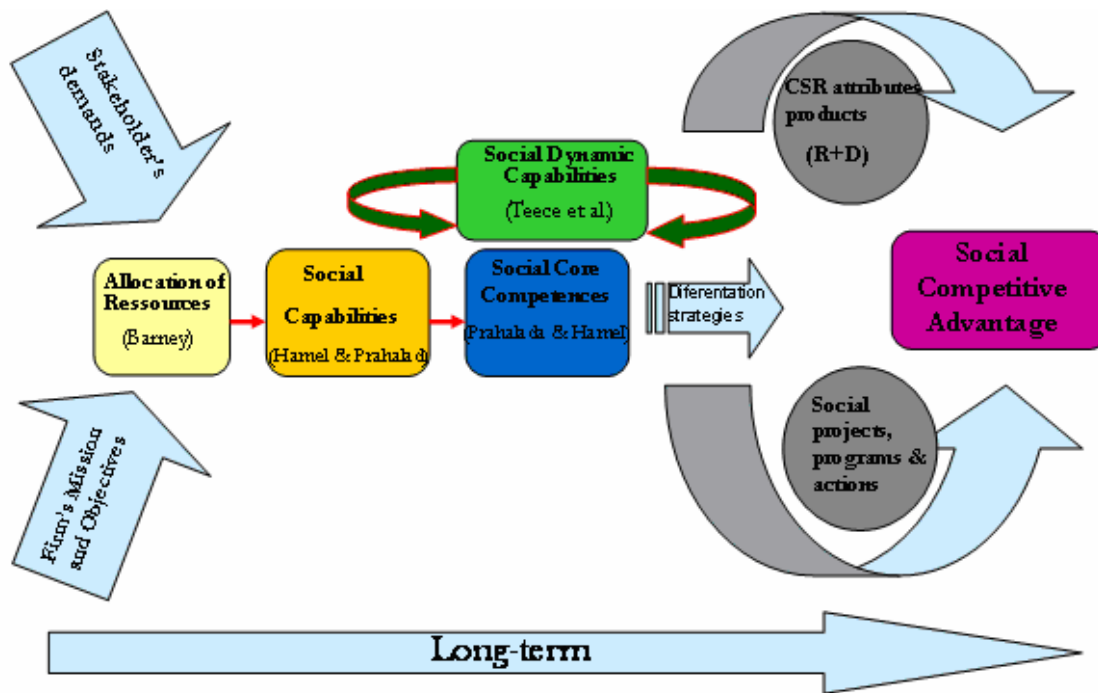 Stakeholder's
demands
CSR attributes
products
(R+D)
Social Dynamic
Capabilities
(Teece et al)
Allocation of
Ressources
(Barney)
Social
Capabilities
(Hamel & Prahalad)
Social Core
Competences
(Prahalada & Hamel)
Diferentation
strategies
Social
Competitive
Advantage
Social
projects,
programs &
actions
Firm's Mission
and Objectives
Long-term